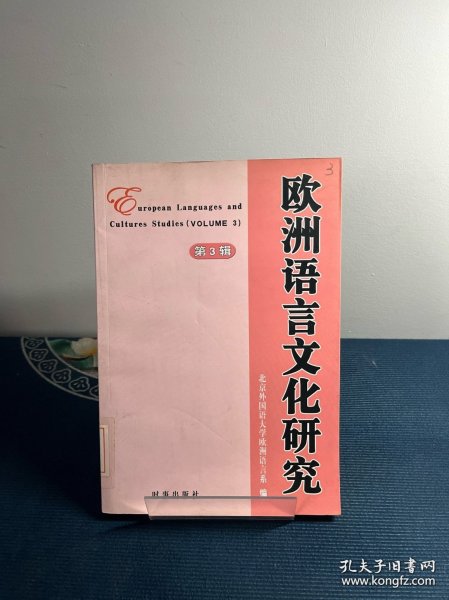 European Languages and
Cultures Studies (VOLUME 3)
第3辑
欧洲语言文化研究
北京外国语大学欧洲语言系 编
时事出版社
3
孔夫子旧书网
www.kongfz.com